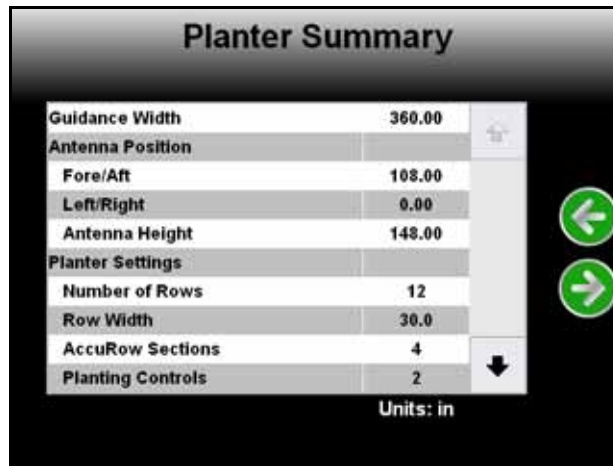 Planter Summary
Guidance Width 360.00
Antenna Position
Fore/Aft 108.00
Left/Right 0.00
Antenna Height 148.00
Planter Settings
Number of Rows 12
Row Width 30.0
AccuRow Sections 4
Planting Controls 2
Units: in